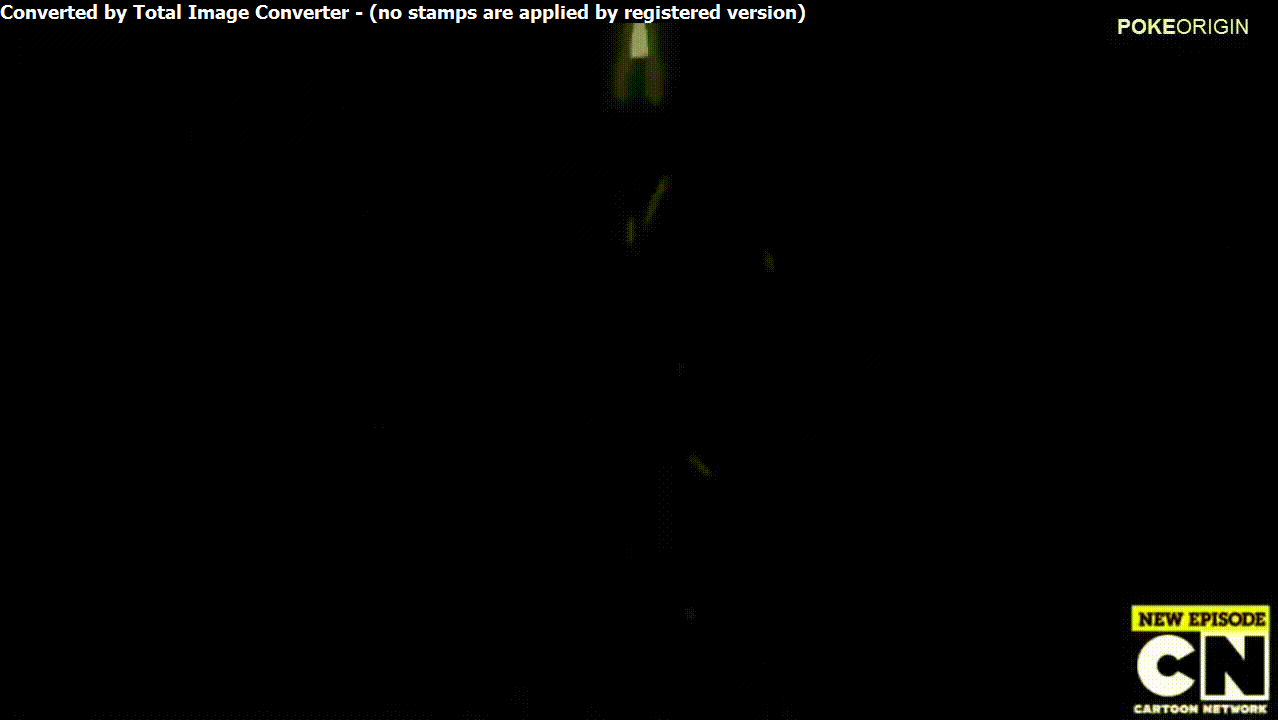 Converted by Total Image Converter - (no stamps are applied by registered version)
POKEORIGIN
NEW EPISODE
CN
CARTOON NETWORK